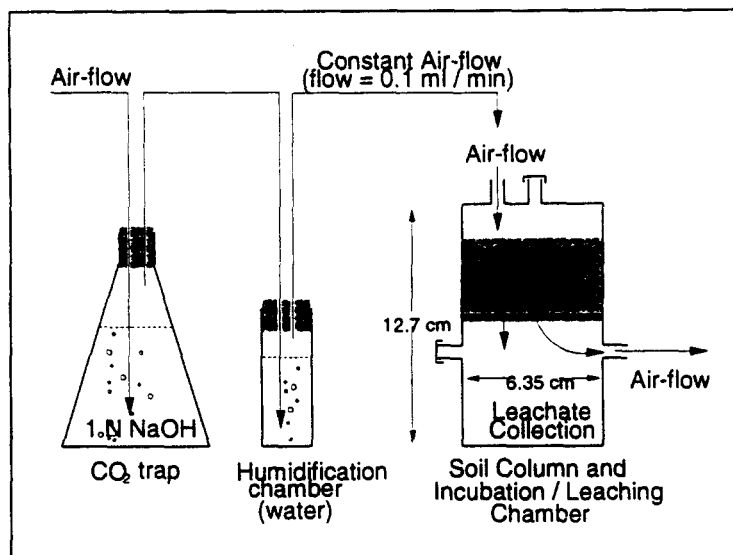 Air-flow
Constant Air-flow
(flow = 0.1 ml / min)
Air-flow
12.7 cm
6.35 cm
Air-flow
Leachate
Collection
1 N NaOH
CO₂ trap
Humidification
chamber
(water)
Soil Column and
Incubation / Leaching
Chamber